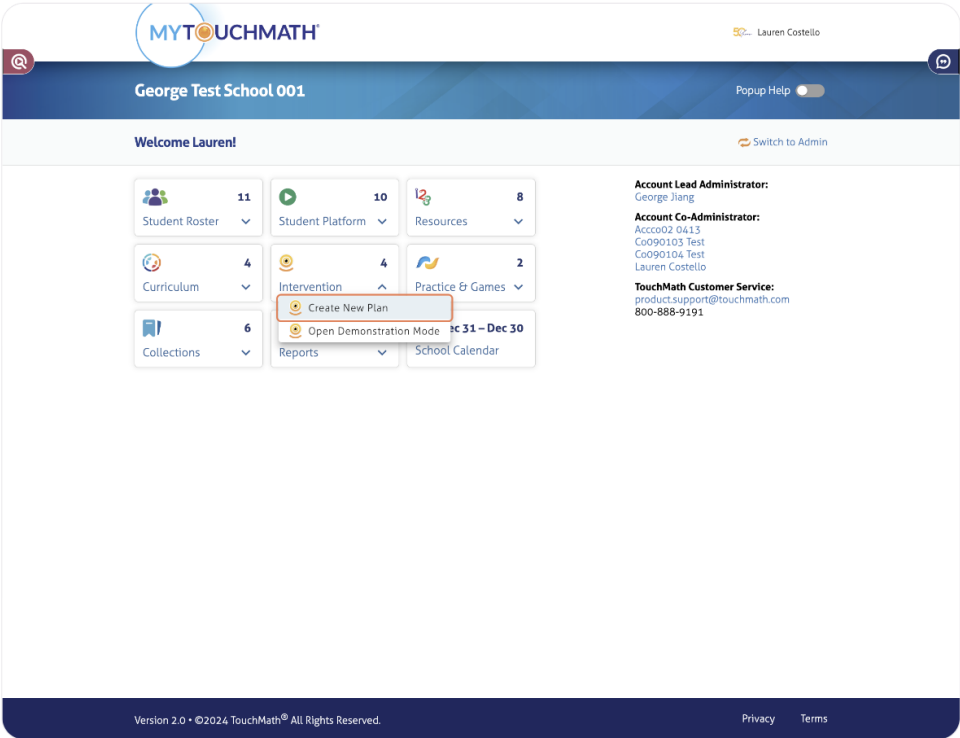 MYTOUCHMATH®
Lauren Costello
George Test School 001
Popup Help
Welcome Lauren!
Switch to Admin
11
Student Roster
10
Student Platform
8
Resources
4
Curriculum
4
Intervention
2
Practice & Games
Create New Plan
Open Demonstration Mode
6
Collections
Reports
ec 31 – Dec 30
School Calendar
Account Lead Administrator:
George Jiang
Account Co-Administrator:
Accco02 0413
Co090103 Test
Co090104 Test
Lauren Costello
TouchMath Customer Service:
product.support@touchmath.com
800-888-9191
Version 2.0 • ©2024 TouchMath® All Rights Reserved.
Privacy
Terms